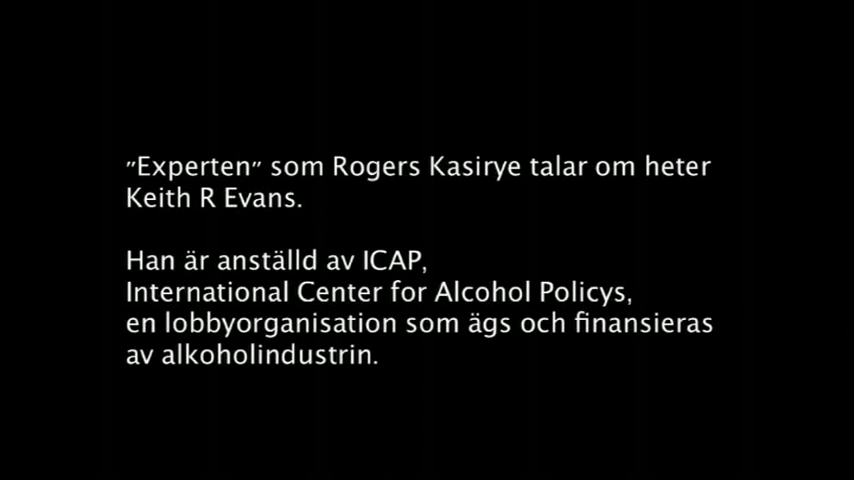 ″Experten″ som Rogers Kasirye talar om heter
Keith R Evans.
Han är anställd av ICAP,
International Center for Alcohol Policys,
en lobbyorganisation som ägs och finansieras
av alkoholindustrin.